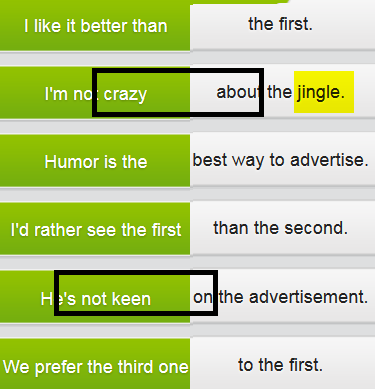 I like it better than the first.
I'm not crazy about the jingle.
Humor is the best way to advertise.
I'd rather see the first than the second.
He's not keen on the advertisement.
We prefer the third one to the first.